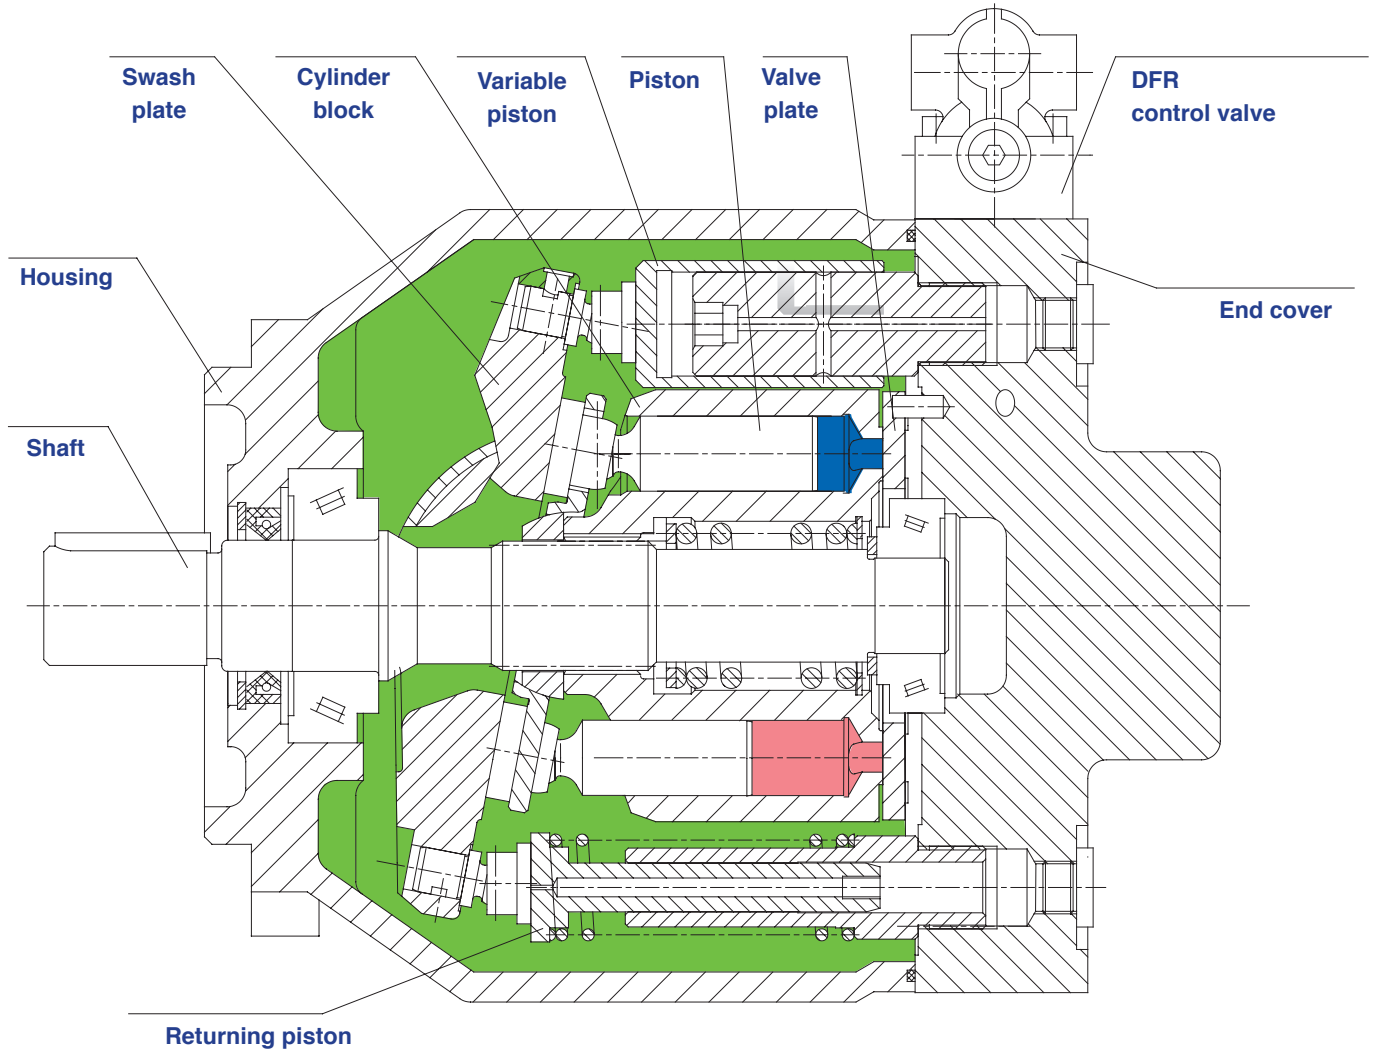 Swash
plate
Cylinder
block
Variable
piston
Piston
Valve
plate
DFR
control valve
Housing
End cover
Shaft
Returning piston